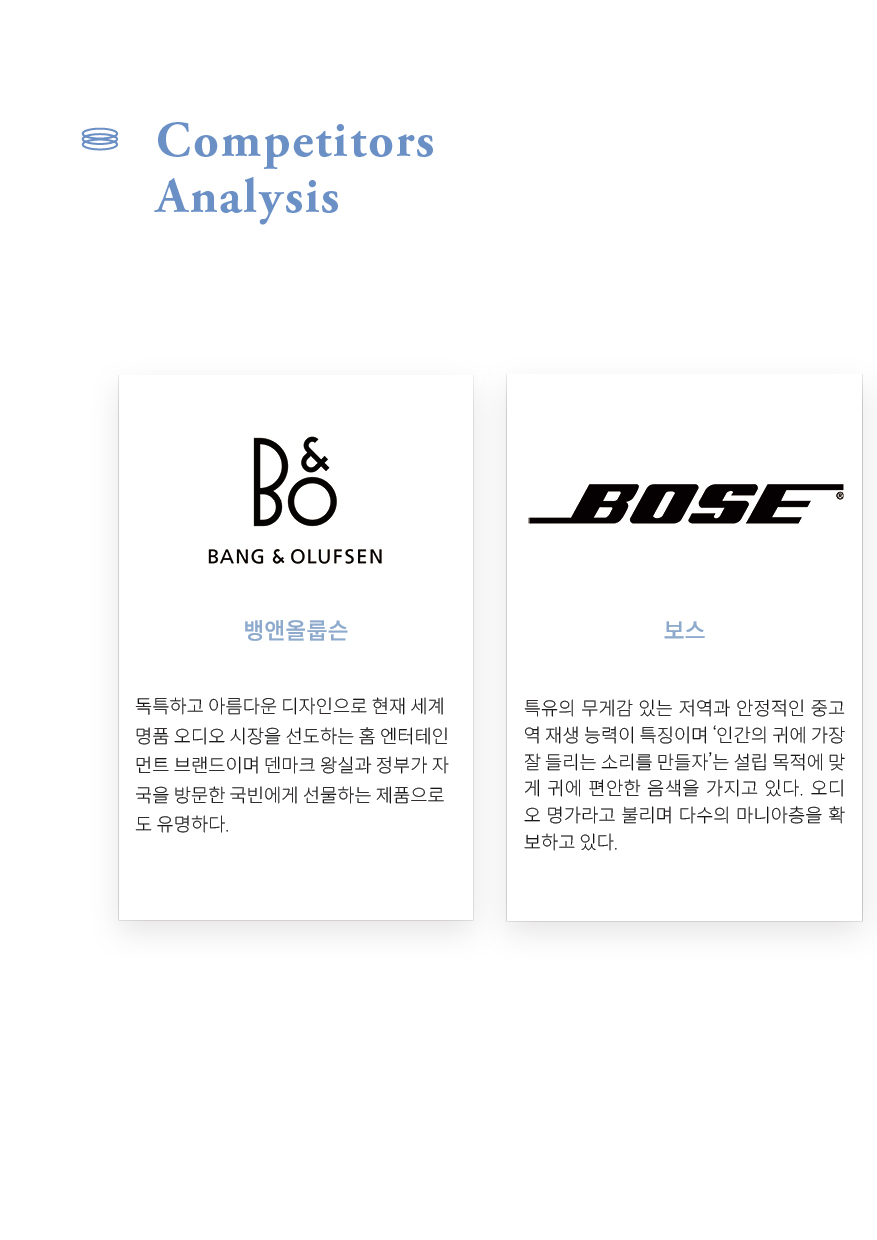 Competitors
Analysis
B&O
BANG & OLUFSEN
뱅앤올룹슨
독특하고 아름다운 디자인으로 현재 세계
명품 오디오 시장을 선도하는 홈 엔터테인
먼트 브랜드이며 덴마크 왕실과 정부가 자
국을 방문한 국빈에게 선물하는 제품으로
도 유명하다.
BOSE®
보스
특유의 무게감 있는 저역과 안정적인 중고
역 재생 능력이 특징이며 ‘인간의 귀에 가장
잘 들리는 소리를 만들자’는 설립 목적에 맞
게 귀에 편안한 음색을 가지고 있다. 오디
오 명가라고 불리며 다수의 마니아층을 확
보하고 있다.